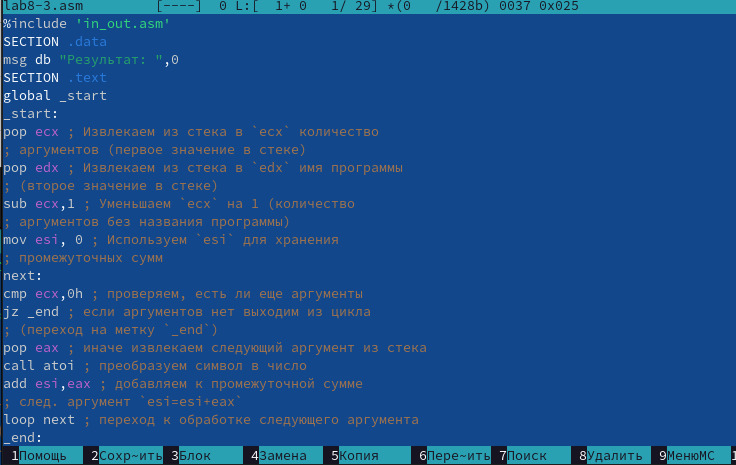 lab8-3.asm [----] 0 L:[ 1+ 0 1/ 29] *(0 /1428b) 0037 0x025
%include 'in_out.asm'
SECTION .data
msg db "Результат: ",0
SECTION .text
global _start
_start:
pop ecx ; Извлекаем из стека в `ecx` количество
; аргументов (первое значение в стеке)
pop edx ; Извлекаем из стека в `edx` имя программы
; (второе значение в стеке)
sub ecx,1 ; Уменьшаем `ecx` на 1 (количество
; аргументов без названия программы)
mov esi, 0 ; Используем `esi` для хранения
; промежуточных сумм
next:
cmp ecx,0h ; проверяем, есть ли еще аргументы
jz _end ; если аргументов нет выходим из цикла
; (переход на метку `_end`)
pop eax ; иначе извлекаем следующий аргумент из стека
call atoi ; преобразуем символ в число
add esi,eax ; добавляем к промежуточной сумме
; след. аргумент `esi=esi+eax`
loop next ; переход к обработке следующего аргумента
_end:
1Помощь 2Сохр~ить 3Блок 4Замена 5Копия 6Пере~ить 7Поиск 8Удалить 9МенюМС 1